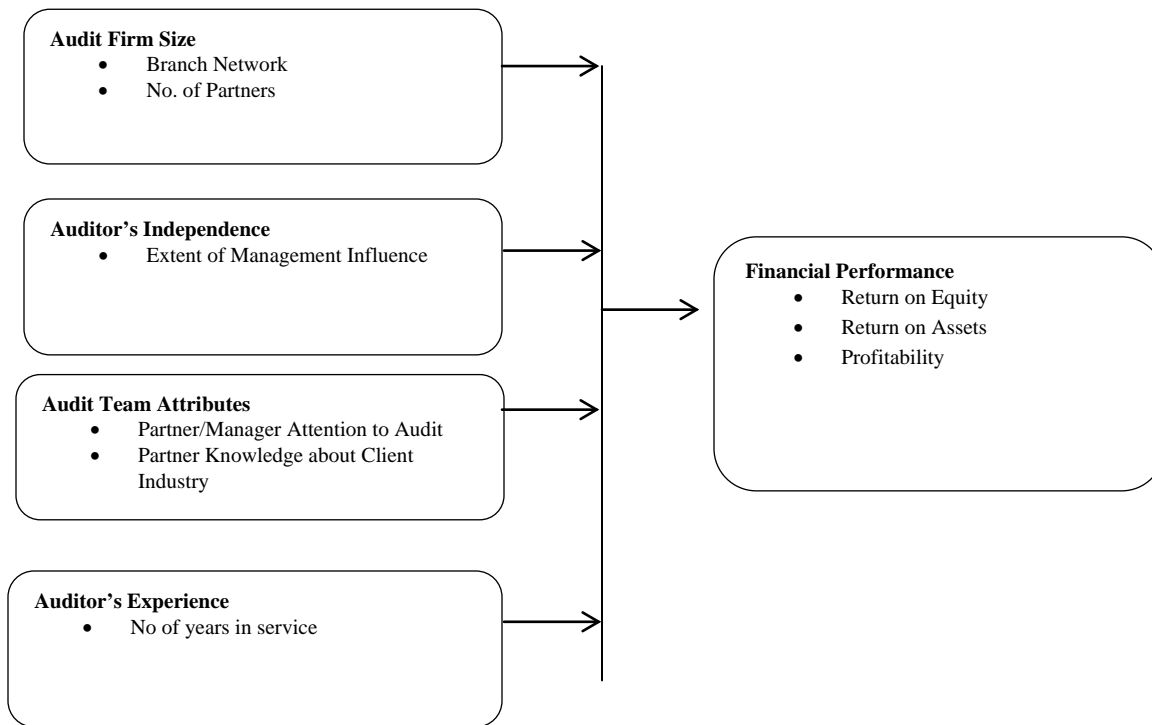 Audit Firm Size
• Branch Network
• No. of Partners
Auditor’s Independence
• Extent of Management Influence
Audit Team Attributes
• Partner/Manager Attention to Audit
• Partner Knowledge about Client
Industry
Auditor’s Experience
• No of years in service
Financial Performance
• Return on Equity
• Return on Assets
• Profitability